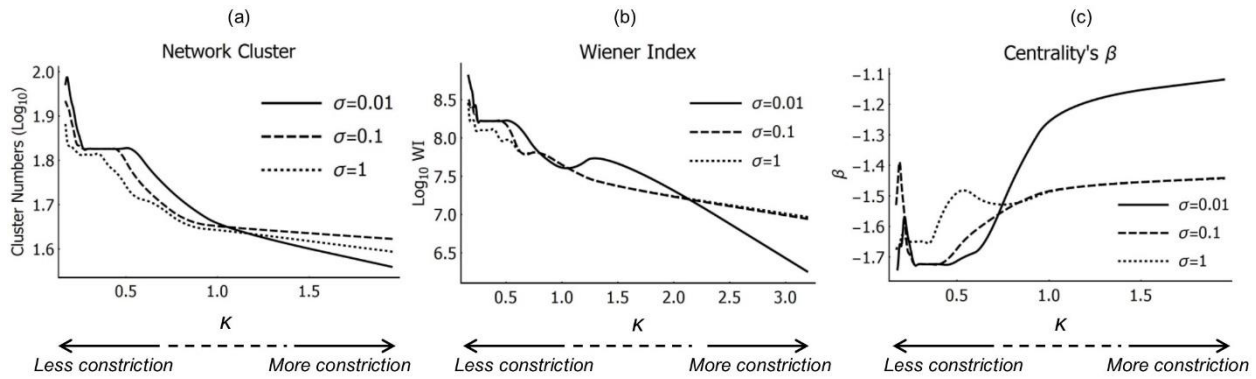 (a)
Network Cluster
Cluster Numbers (Log10)
2.0
1.9
1.8
1.7
1.6
σ=0.01
σ=0.1
σ=1
0.5 1.0 1.5
κ
Less constriction More constriction
(b)
Wiener Index
Log10 WI
8.5
8.0
7.5
7.0
6.5
σ=0.01
σ=0.1
σ=1
0.5 1.0 1.5 2.0 2.5 3.0
κ
Less constriction More constriction
(c)
Centrality's β
β
−1.1
−1.2
−1.3
−1.4
−1.5
−1.6
−1.7
σ=0.01
σ=0.1
σ=1
0.5 1.0 1.5
κ
Less constriction More constriction